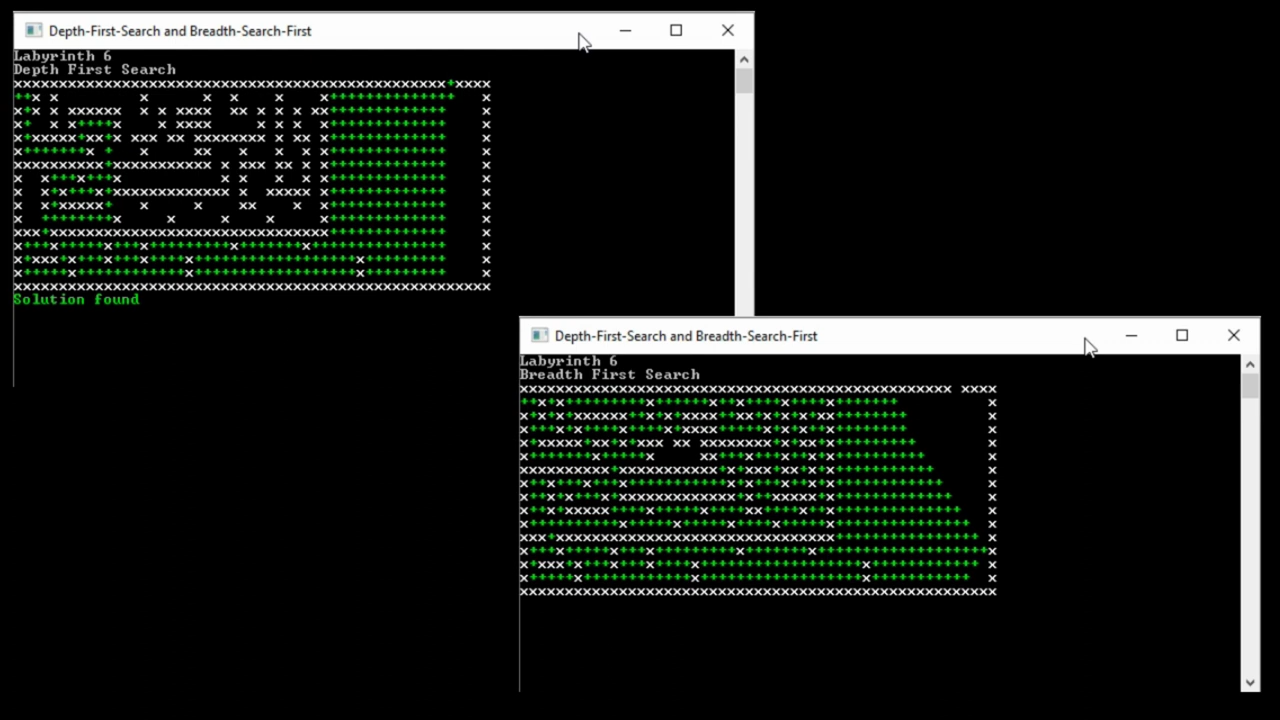 Depth-First-Search and Breadth-Search-First
Labyrinth 6
Depth First Search
Solution found
Depth-First-Search and Breadth-Search-First
Labyrinth 6
Breadth First Search